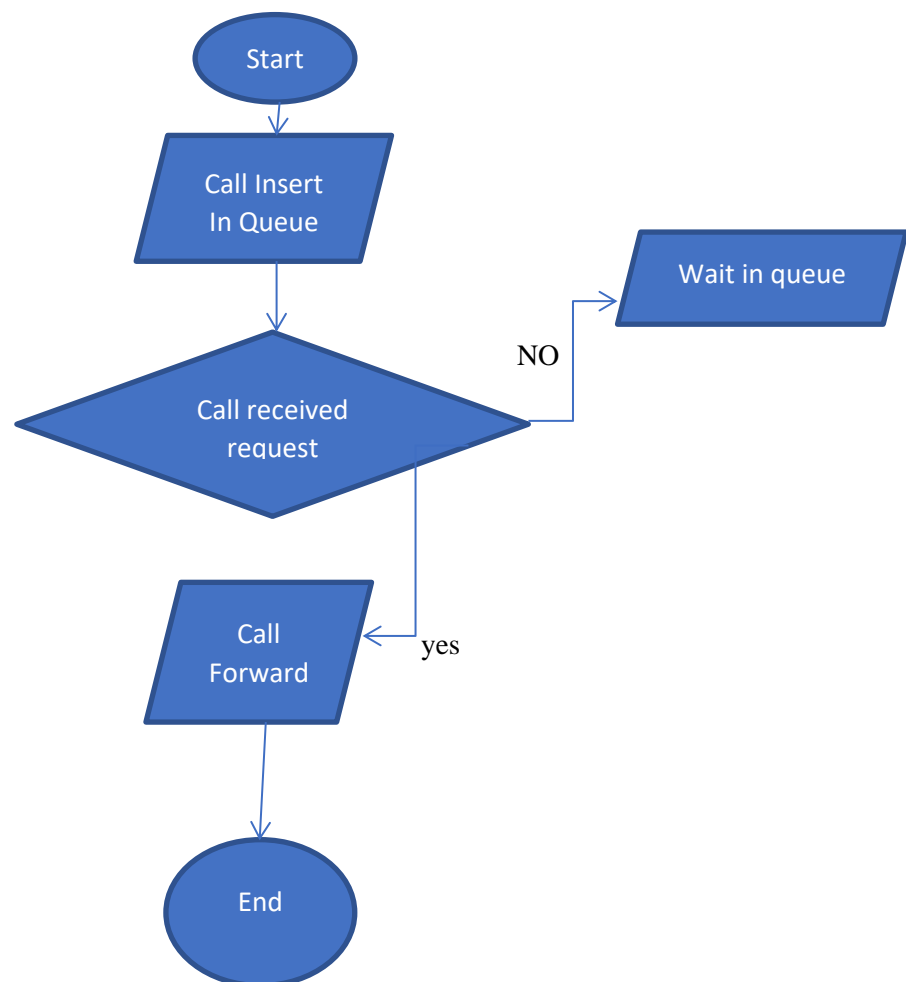 Start
Call Insert
In Queue
Wait in queue
NO
Call received
request
yes
Call
Forward
End